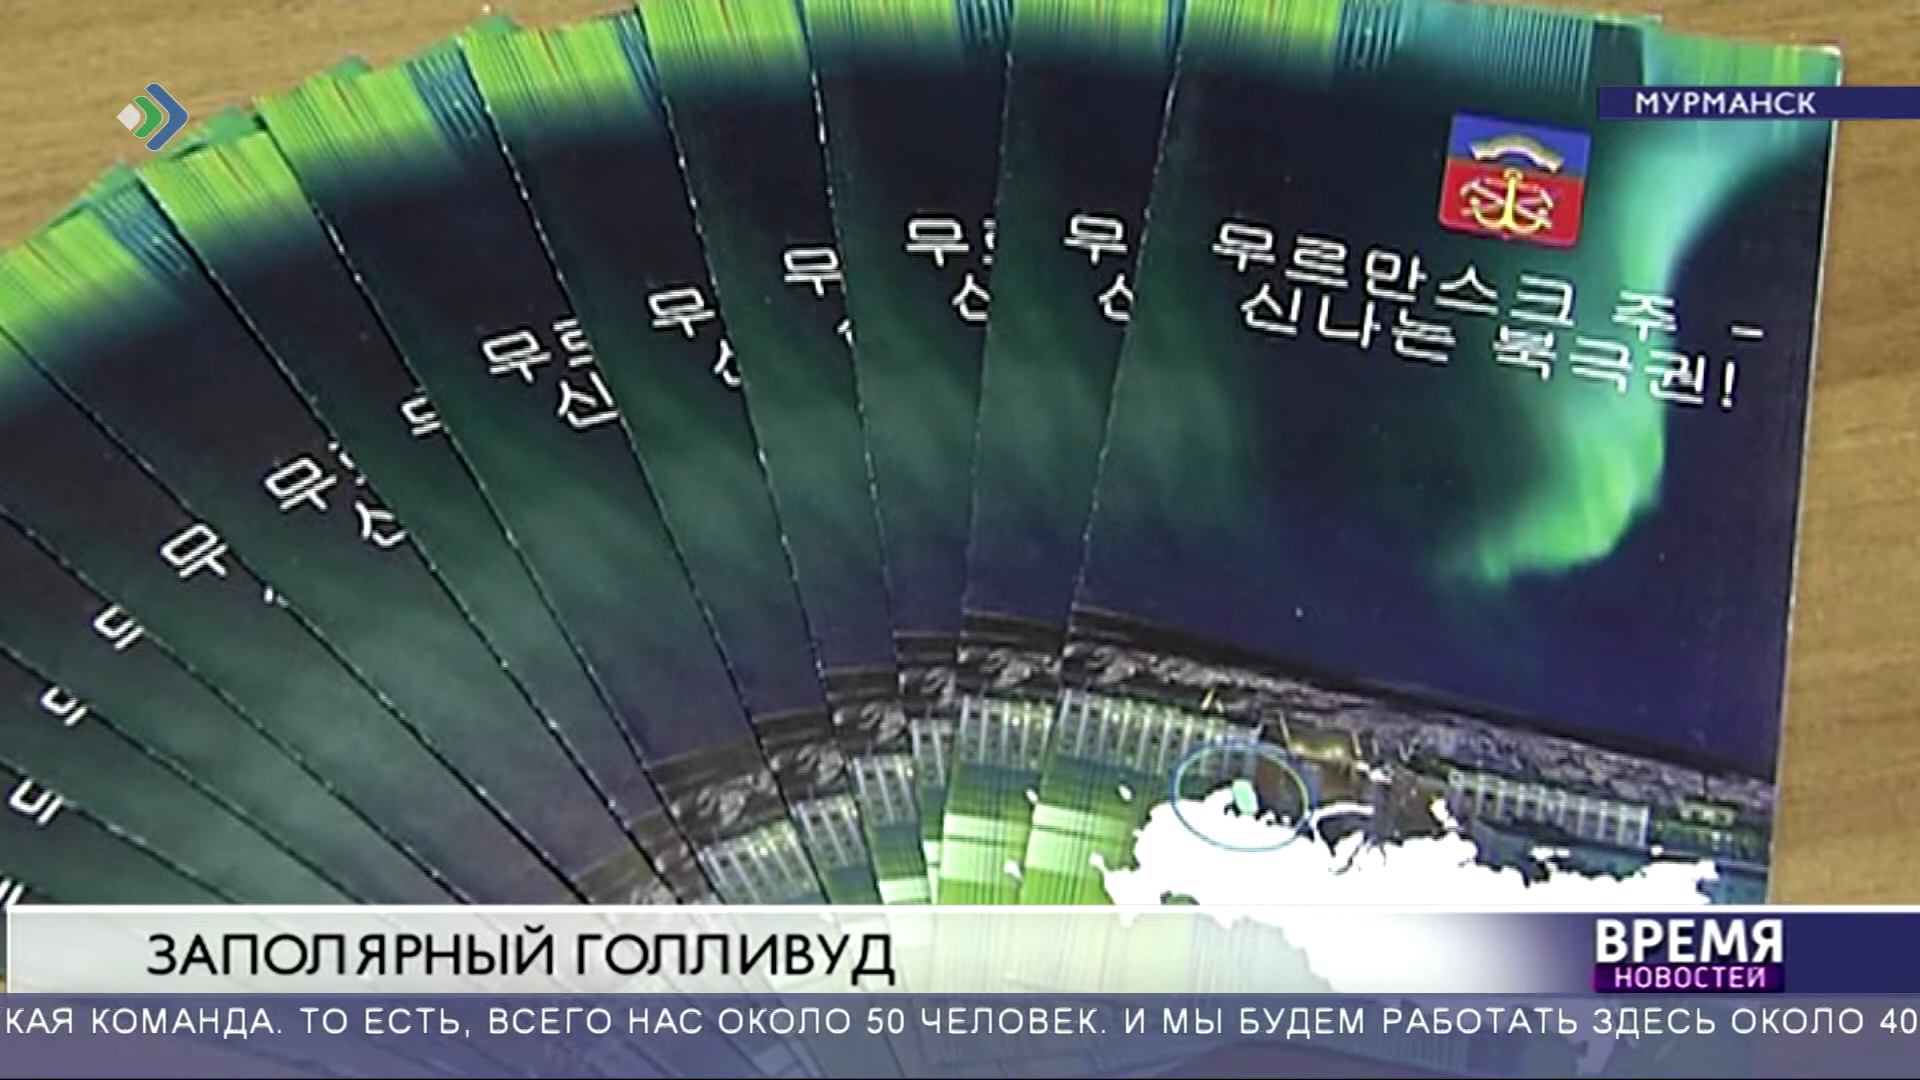 МУРМАНСК
무르만스크 주 -
신나는 북극권!
ЗАПОЛЯРНЫЙ ГОЛЛИВУД
ВРЕМЯ
НОВОСТЕЙ
КАЯ КОМАНДА. ТО ЕСТЬ, ВСЕГО НАС ОКОЛО 50 ЧЕЛОВЕК. И МЫ БУДЕМ РАБОТАТЬ ЗДЕСЬ ОКОЛО 40